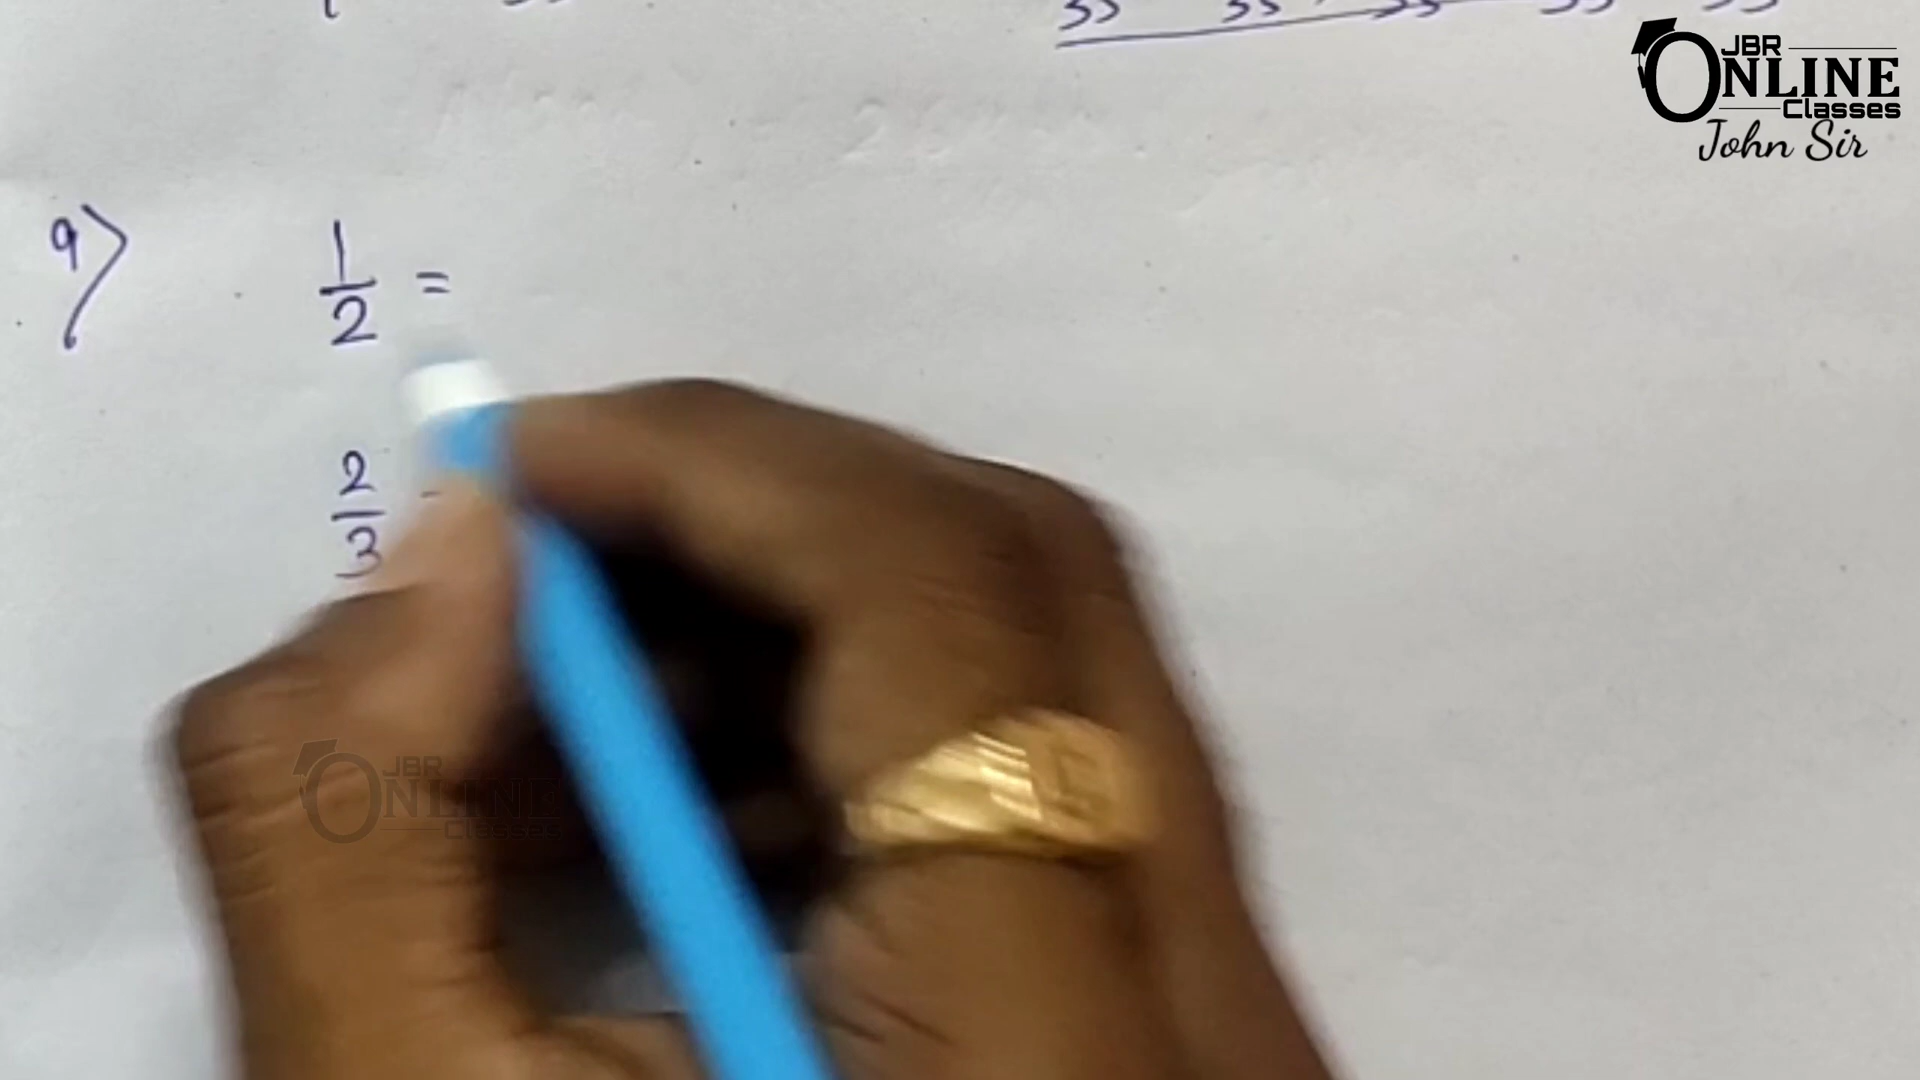 JBR
ONLINE
Classes
John Sir
9)
1/2 =
2/3 -
JBR
ONLINE
Classes